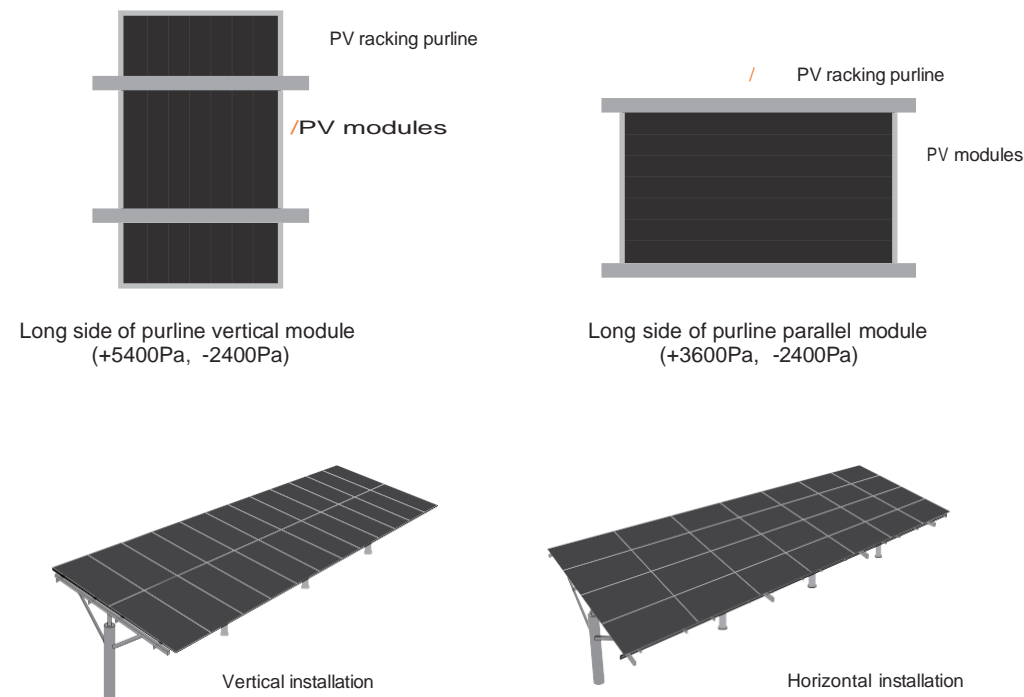 PV racking purline
/PV modules
Long side of purline vertical module
(+5400Pa, -2400Pa)
/ PV racking purline
PV modules
Long side of purline parallel module
(+3600Pa, -2400Pa)
Vertical installation
Horizontal installation